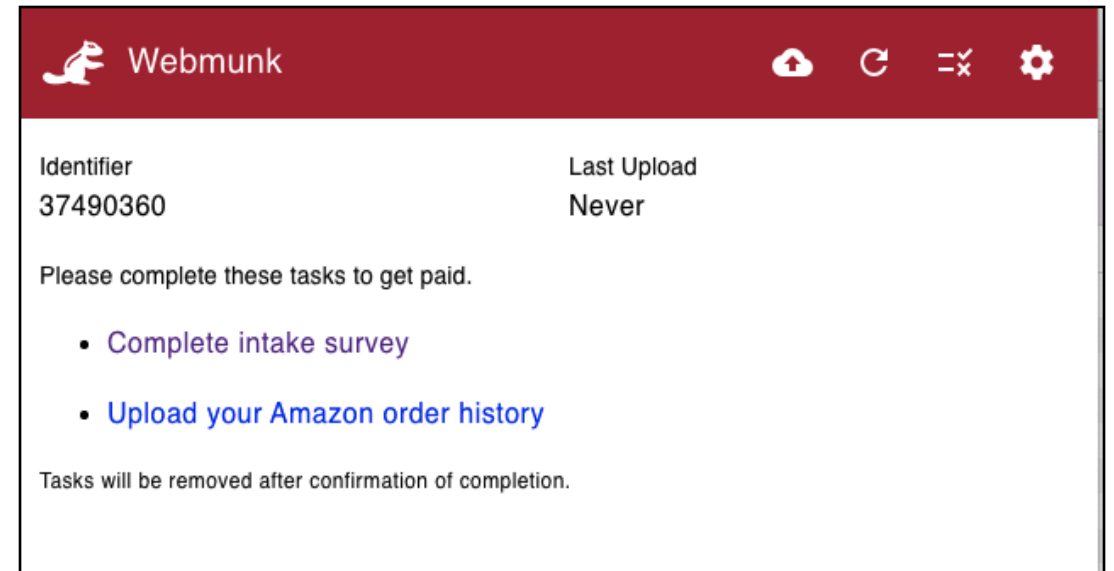 Webmunk
Identifier
Last Upload
37490360
Never
Please complete these tasks to get paid.
Complete intake survey
Upload your Amazon order history
Tasks will be removed after confirmation of completion.